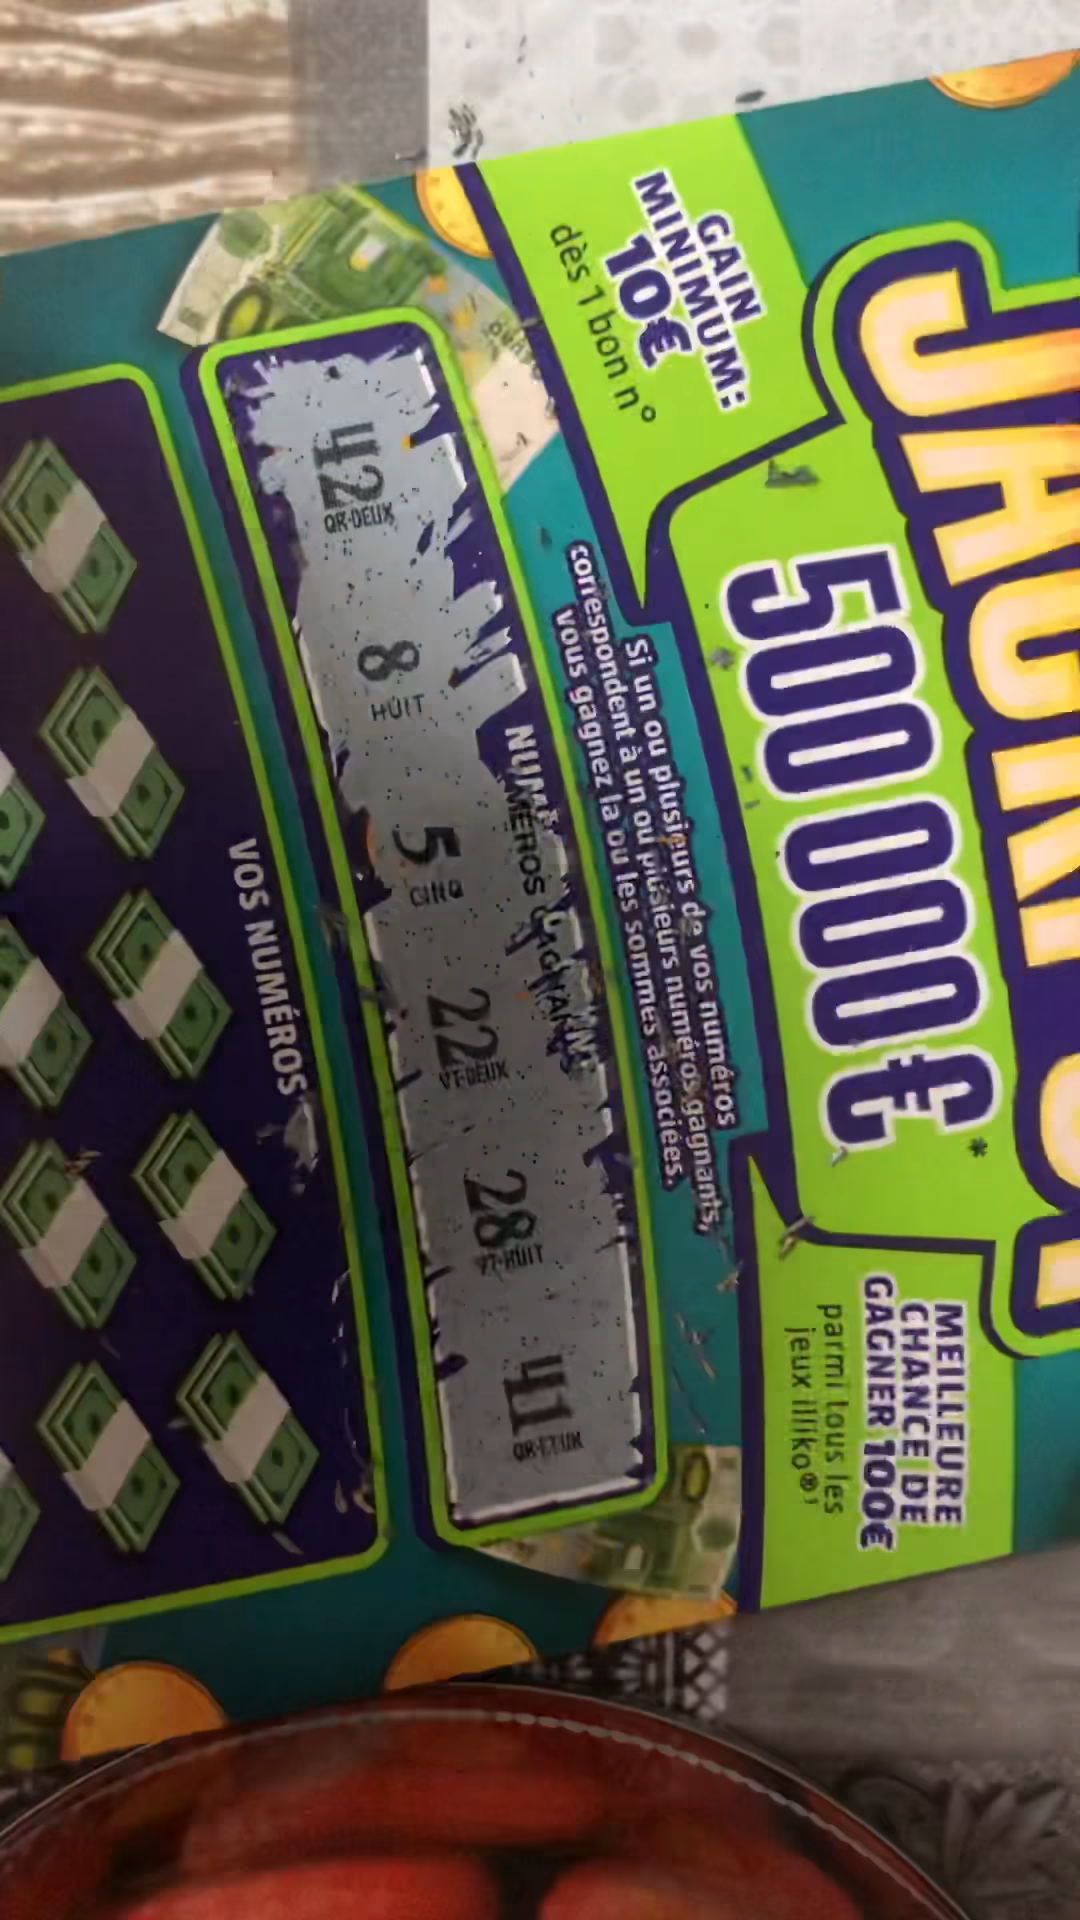 JACKPOT
500 000 €*
GAIN
MINIMUM:
10€
dès 1 bon n°
MEILLEURE
CHANCE DE
GAGNER 100€
parmi tous les
jeux illiko®¹
Si un ou plusieurs de vos numéros
correspondent à un ou plusieurs numéros gagnants,
vous gagnez la ou les sommes associées.
NUMÉROS GAGNANTS
42 8 5 22 28 41
QR-DEUX HUIT CINQ VT-DEUX VT-HUIT QR-ET-UN
VOS NUMÉROS